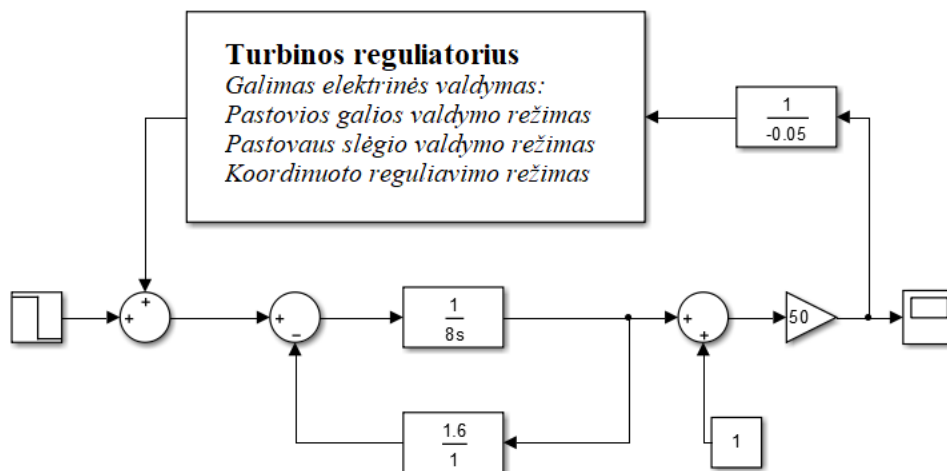 Turbinos reguliatorius
Galimas elektrinės valdymas:
Pastovios galios valdymo režimas
Pastovaus slėgio valdymo režimas
Koordinuoto reguliavimo režimas
1
-0.05
+
+
+
−
1
8s
+
+
50
1.6
1
1